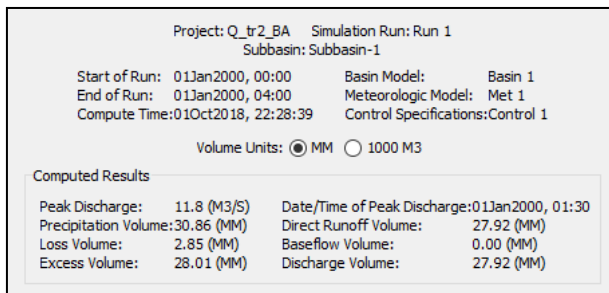 Project: Q_tr2_BA Simulation Run: Run 1
Subbasin: Subbasin-1
Start of Run: 01Jan2000, 00:00 Basin Model: Basin 1
End of Run: 01Jan2000, 04:00 Meteorologic Model: Met 1
Compute Time:01Oct2018, 22:28:39 Control Specifications:Control 1
Volume Units: MM 1000 M3
Computed Results
Peak Discharge: 11.8 (M3/S) Date/Time of Peak Discharge:01Jan2000, 01:30
Precipitation Volume:30.86 (MM) Direct Runoff Volume: 27.92 (MM)
Loss Volume: 2.85 (MM) Baseflow Volume: 0.00 (MM)
Excess Volume: 28.01 (MM) Discharge Volume: 27.92 (MM)